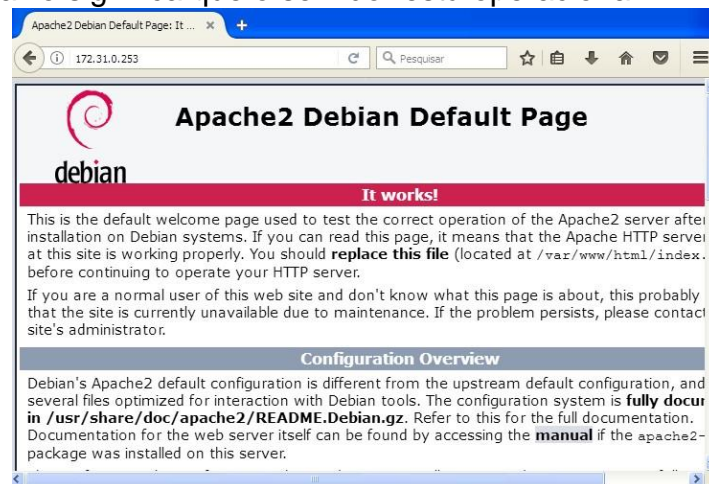 Apache2 Debian Default Page: It ...
172.31.0.253
Pesquisar
Apache2 Debian Default Page
debian
It works!
This is the default welcome page used to test the correct operation of the Apache2 server after
installation on Debian systems. If you can read this page, it means that the Apache HTTP server
at this site is working properly. You should replace this file (located at /var/www/html/index.
before continuing to operate your HTTP server.
If you are a normal user of this web site and don't know what this page is about, this probably
that the site is currently unavailable due to maintenance. If the problem persists, please contact
site's administrator.
Configuration Overview
Debian's Apache2 default configuration is different from the upstream default configuration, and
several files optimized for interaction with Debian tools. The configuration system is fully docu
in /usr/share/doc/apache2/README.Debian.gz. Refer to this for the full documentation.
Documentation for the web server itself can be found by accessing the manual if the apache2-
package was installed on this server.